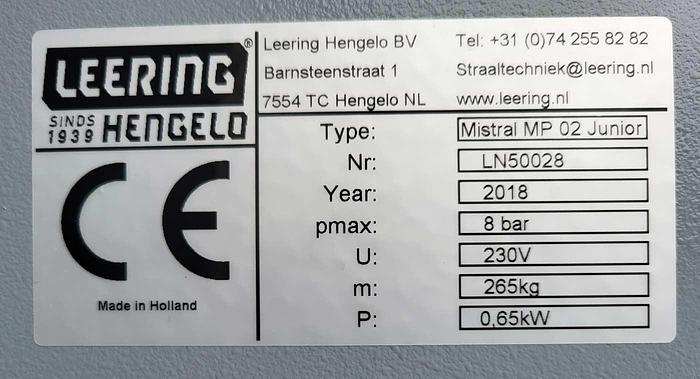 LEERING®
SINDS 1939 HENGELO
Leering Hengelo BV
Barnsteenstraat 1
7554 TC Hengelo NL
Tel: +31 (0)74 255 82 82
Straaltechniek@leering.nl
www.leering.nl
CE
Made in Holland
Type: Mistral MP 02 Junior
Nr: LN50028
Year: 2018
pmax: 8 bar
U: 230V
m: 265kg
P: 0,65kW